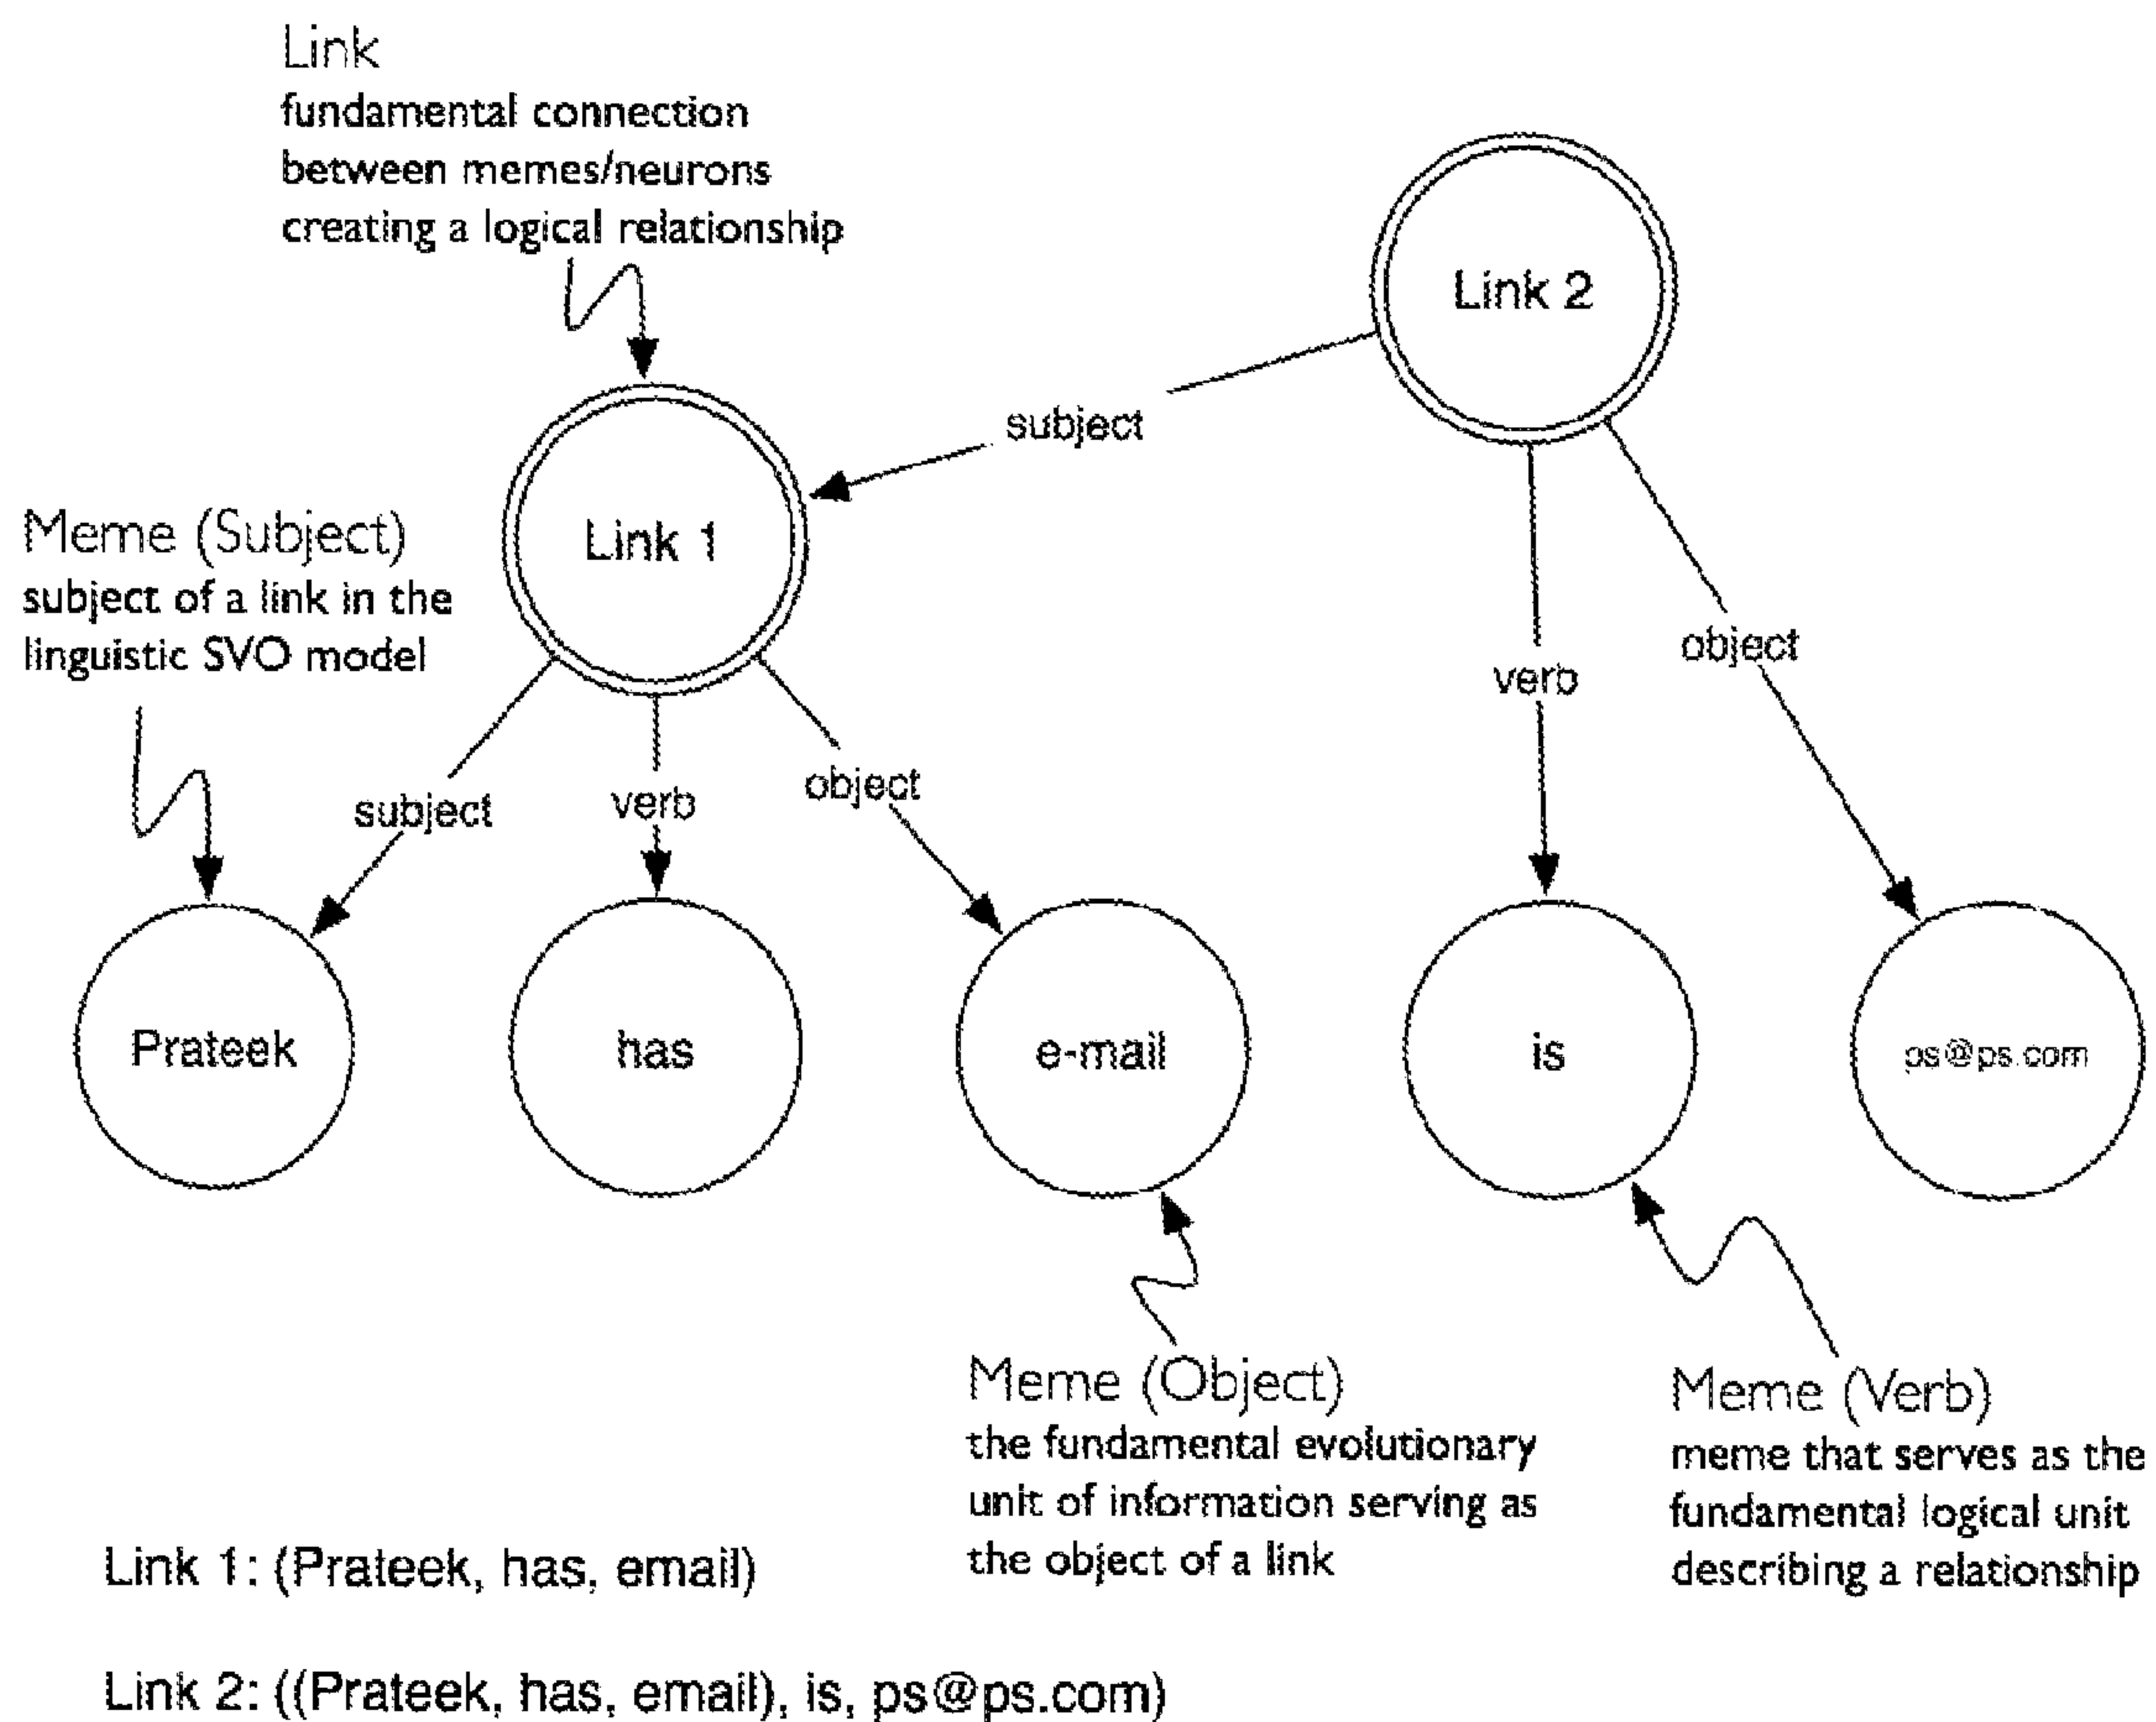 Link
fundamental connection
between memes/neurons
creating a logical relationship
Link 2
subject
Link 1
Meme (Subject)
subject of a link in the
linguistic SVO model
object
verb
object
verb
subject
Prateek
has
e-mail
is
ps@ps.com
Meme (Object)
the fundamental evolutionary
unit of information serving as
the object of a link
Meme (Verb)
meme that serves as the
fundamental logical unit
describing a relationship
Link 1: (Prateek, has, email)
Link 2: ((Prateek, has, email), is, ps@ps.com)